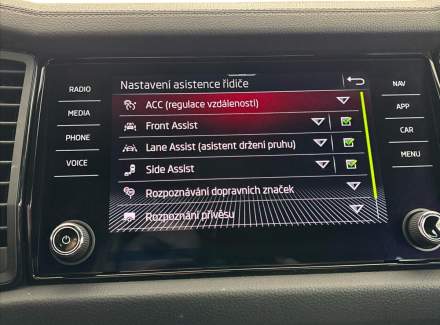 Nastavení asistence řidiče
RADIO
MEDIA
PHONE
VOICE
ACC (regulace vzdálenosti)
Front Assist
Lane Assist (asistent držení pruhu)
Side Assist
Rozpoznávání dopravních značek
Rozpoznání přívěsu
NAV
APP
CAR
MENU